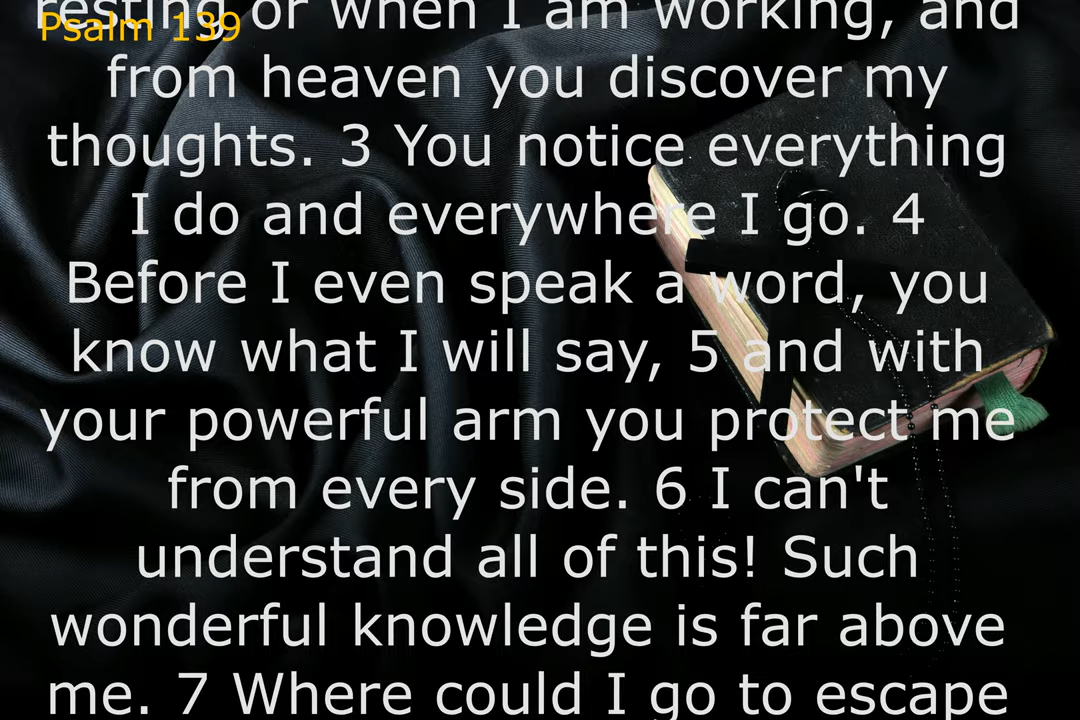 Psalm 139
resting or when I am working, and
from heaven you discover my
thoughts. 3 You notice everything
I do and everywhere I go. 4
Before I even speak a word, you
know what I will say, 5 and with
your powerful arm you protect me
from every side. 6 I can't
understand all of this! Such
wonderful knowledge is far above
me. 7 Where could I go to escape